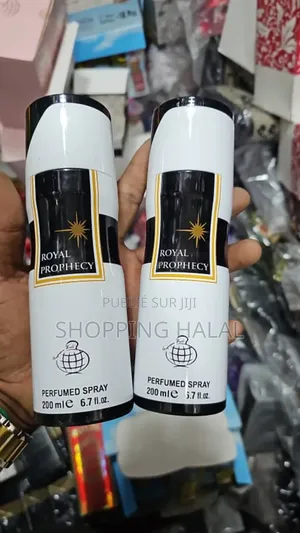 ROYAL
PROPHECY
PERFUMED SPRAY
200 ml e 6.7 fl.oz.
ROYAL
PROPHECY
PERFUMED SPRAY
200 ml e 6.7 fl.oz.
PUBLIÉ SUR JIJI
SHOPPING HALAL